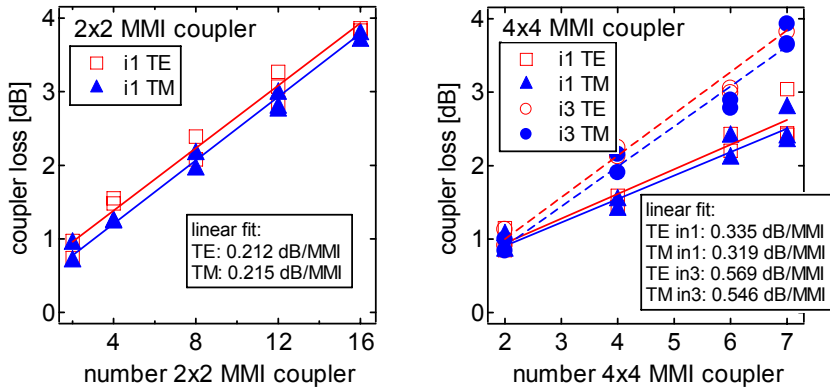 2x2 MMI coupler
i1 TE
i1 TM
coupler loss [dB]
4
3
2
1
0
linear fit:
TE: 0.212 dB/MMI
TM: 0.215 dB/MMI
4 8 12 16
number 2x2 MMI coupler
4x4 MMI coupler
i1 TE
i1 TM
i3 TE
i3 TM
coupler loss [dB]
4
3
2
1
0
linear fit:
TE in1: 0.335 dB/MMI
TM in1: 0.319 dB/MMI
TE in3: 0.569 dB/MMI
TM in3: 0.546 dB/MMI
2 3 4 5 6 7
number 4x4 MMI coupler